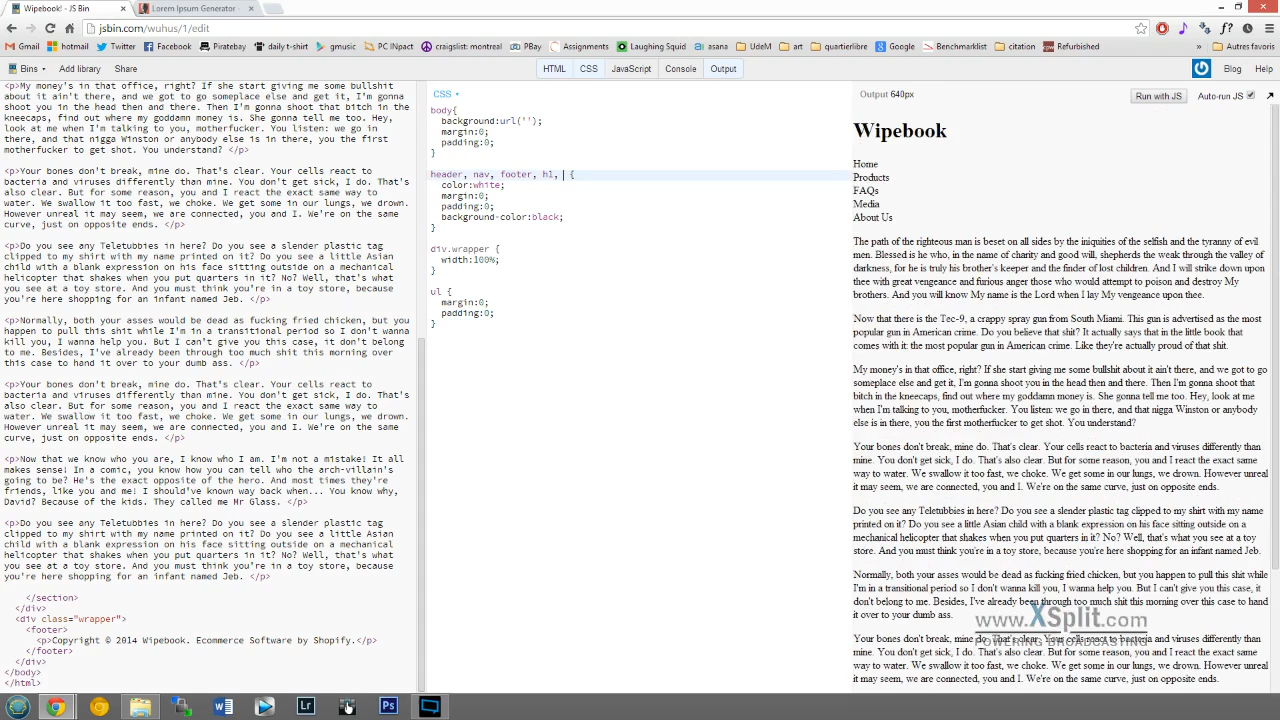 Wipebook! - JS Bin
Lorem Ipsum Generator -
jsbin.com/wuhus/1/edit
Gmail hotmail Twitter Facebook Piratebay daily t-shirt gmusic PC INpact craigslist: montreal PBay Assignments Laughing Squid asana UdeM art quartierlibre Google Benchmarklist citation Refurbished » Autres favoris
Bins Add library Share HTML CSS JavaScript Console Output Blog Help
<p>My money's in that office, right? If she start giving me some bullshit
about it ain't there, and we got to go someplace else and get it, I'm gonna
shoot you in the head then and there. Then I'm gonna shoot that bitch in the
kneecaps, find out where my goddamn money is. She gonna tell me too. Hey,
look at me when I'm talking to you, motherfucker. You listen: we go in
there, and that nigga Winston or anybody else is in there, you the first
motherfucker to get shot. You understand? </p>
<p>Your bones don't break, mine do. That's clear. Your cells react to
bacteria and viruses differently than mine. You don't get sick, I do. That's
also clear. But for some reason, you and I react the exact same way to
water. We swallow it too fast, we choke. We get some in our lungs, we drown.
However unreal it may seem, we are connected, you and I. We're on the same
curve, just on opposite ends. </p>
<p>Do you see any Teletubbies in here? Do you see a slender plastic tag
clipped to my shirt with my name printed on it? Do you see a little Asian
child with a blank expression on his face sitting outside on a mechanical
helicopter that shakes when you put quarters in it? No? Well, that's what
you see at a toy store. And you must think you're in a toy store, because
you're here shopping for an infant named Jeb. </p>
<p>Normally, both your asses would be dead as fucking fried chicken, but you
happen to pull this shit while I'm in a transitional period so I don't wanna
kill you, I wanna help you. But I can't give you this case, it don't belong
to me. Besides, I've already been through too much shit this morning over
this case to hand it over to your dumb ass. </p>
<p>Your bones don't break, mine do. That's clear. Your cells react to
bacteria and viruses differently than mine. You don't get sick, I do. That's
also clear. But for some reason, you and I react the exact same way to
water. We swallow it too fast, we choke. We get some in our lungs, we drown.
However unreal it may seem, we are connected, you and I. We're on the same
curve, just on opposite ends. </p>
<p>Now that we know who you are, I know who I am. I'm not a mistake! It all
makes sense! In a comic, you know how you can tell who the arch-villain's
going to be? He's the exact opposite of the hero. And most times they're
friends, like you and me! I should've known way back when... You know why,
David? Because of the kids. They called me Mr Glass. </p>
<p>Do you see any Teletubbies in here? Do you see a slender plastic tag
clipped to my shirt with my name printed on it? Do you see a little Asian
child with a blank expression on his face sitting outside on a mechanical
helicopter that shakes when you put quarters in it? No? Well, that's what
you see at a toy store. And you must think you're in a toy store, because
you're here shopping for an infant named Jeb. </p>
</section>
</div>
<div class="wrapper">
<footer>
<p>Copyright © 2014 Wipebook. Ecommerce Software by Shopify.</p>
</footer>
</div>
</body>
</html>
CSS
body{
background:url('');
margin:0;
padding:0;
}
header, nav, footer, h1, {
color:white;
margin:0;
padding:0;
background-color:black;
}
div.wrapper {
width:100%;
}
ul {
margin:0;
padding:0;
}
Output 640px Run with JS Auto-run JS
Wipebook
Home
Products
FAQs
Media
About Us
The path of the righteous man is beset on all sides by the iniquities of the selfish and the tyranny of evil
men. Blessed is he who, in the name of charity and good will, shepherds the weak through the valley of
darkness, for he is truly his brother's keeper and the finder of lost children. And I will strike down upon
thee with great vengeance and furious anger those who would attempt to poison and destroy My
brothers. And you will know My name is the Lord when I lay My vengeance upon thee.
Now that there is the Tec-9, a crappy spray gun from South Miami. This gun is advertised as the most
popular gun in American crime. Do you believe that shit? It actually says that in the little book that
comes with it: the most popular gun in American crime. Like they're actually proud of that shit.
My money's in that office, right? If she start giving me some bullshit about it ain't there, and we got to go
someplace else and get it, I'm gonna shoot you in the head then and there. Then I'm gonna shoot that
bitch in the kneecaps, find out where my goddamn money is. She gonna tell me too. Hey, look at me
when I'm talking to you, motherfucker. You listen: we go in there, and that nigga Winston or anybody
else is in there, you the first motherfucker to get shot. You understand?
Your bones don't break, mine do. That's clear. Your cells react to bacteria and viruses differently than
mine. You don't get sick, I do. That's also clear. But for some reason, you and I react the exact same
way to water. We swallow it too fast, we choke. We get some in our lungs, we drown. However unreal
it may seem, we are connected, you and I. We're on the same curve, just on opposite ends.
Do you see any Teletubbies in here? Do you see a slender plastic tag clipped to my shirt with my name
printed on it? Do you see a little Asian child with a blank expression on his face sitting outside on a
mechanical helicopter that shakes when you put quarters in it? No? Well, that's what you see at a toy
store. And you must think you're in a toy store, because you're here shopping for an infant named Jeb.
Normally, both your asses would be dead as fucking fried chicken, but you happen to pull this shit while
I'm in a transitional period so I don't wanna kill you, I wanna help you. But I can't give you this case, it
don't belong to me. Besides, I've already been through too much shit this morning over this case to hand
it over to your dumb ass.
Your bones don't break, mine do. That's clear. Your cells react to bacteria and viruses differently than
mine. You don't get sick, I do. That's also clear. But for some reason, you and I react the exact same
way to water. We swallow it too fast, we choke. We get some in our lungs, we drown. However unreal
it may seem, we are connected, you and I. We're on the same curve, just on opposite ends.
www.XSplit.com
POWERING BROADCASTING
Lr
Ps